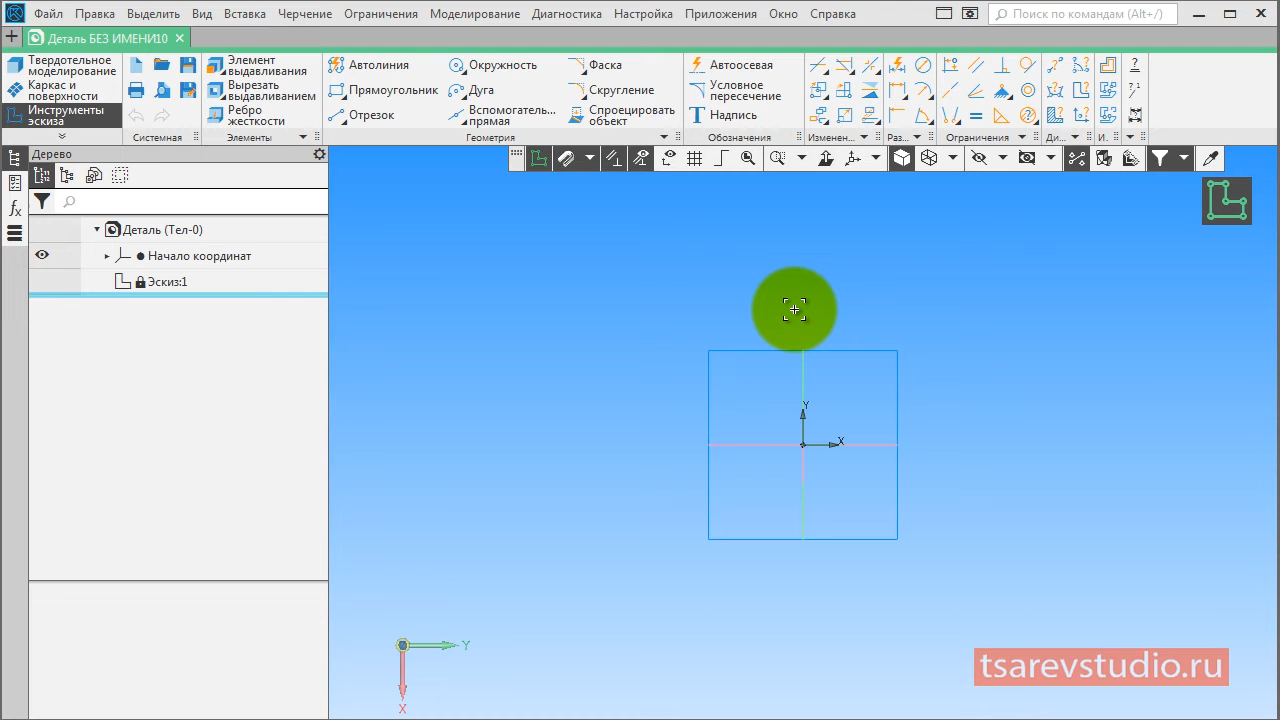 Файл Правка Выделить Вид Вставка Черчение Ограничения Моделирование Диагностика Настройка Приложения Окно Справка Поиск по командам (Alt+/)
Деталь БЕЗ ИМЕНИ10
Твердотельное моделирование
Каркас и поверхности
Инструменты эскиза
Системная
Элемент выдавливания
Вырезать выдавливанием
Ребро жесткости
Элементы
Автолиния Окружность Фаска
Прямоугольник Дуга Скругление
Отрезок Вспомогатель... прямая Спроецировать объект
Геометрия
Автоосевая
Условное пересечение
Надпись
Обозначения
Изменен...
Раз...
Ограничения
Ди...
И.
Дерево
fx
Деталь (Тел-0)
Начало координат
Эскиз:1
Y
X
Y
X
tsarevstudio.ru